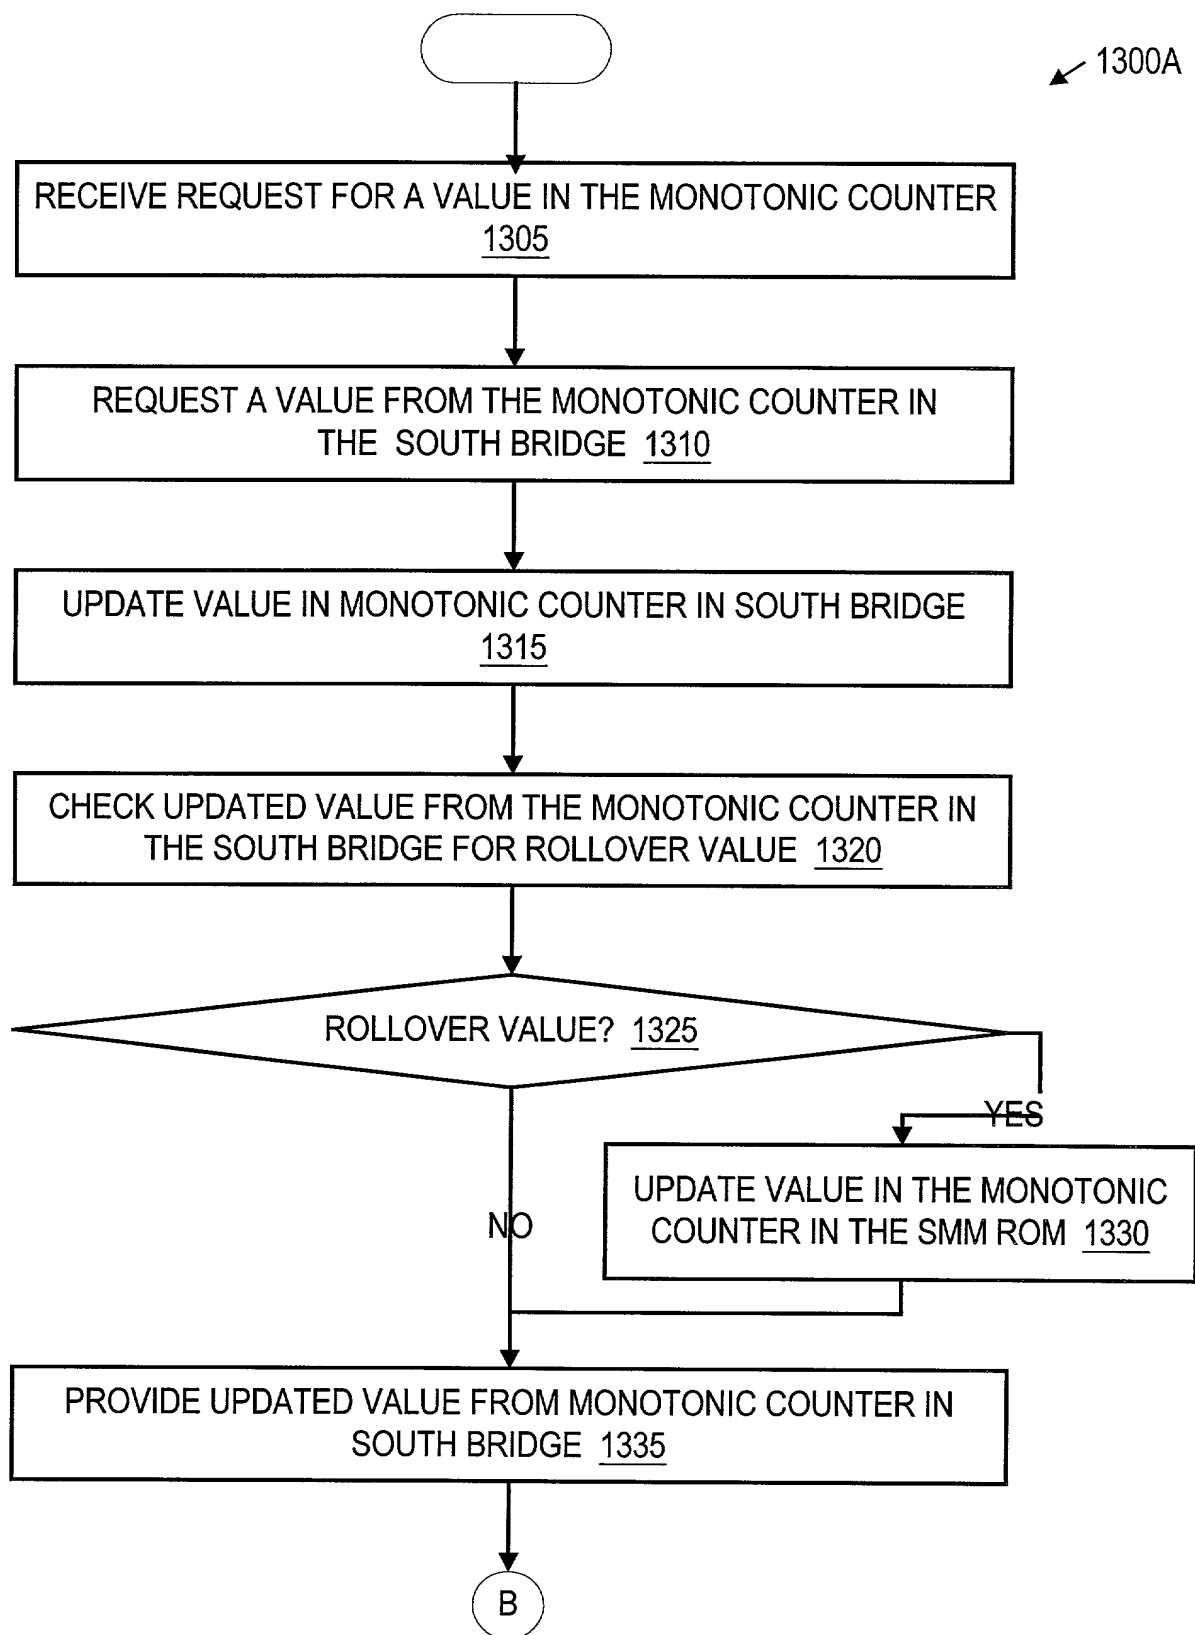 1300A
RECEIVE REQUEST FOR A VALUE IN THE MONOTONIC COUNTER
1305
REQUEST A VALUE FROM THE MONOTONIC COUNTER IN
THE SOUTH BRIDGE 1310
UPDATE VALUE IN MONOTONIC COUNTER IN SOUTH BRIDGE
1315
CHECK UPDATED VALUE FROM THE MONOTONIC COUNTER IN
THE SOUTH BRIDGE FOR ROLLOVER VALUE 1320
ROLLOVER VALUE? 1325
YES
UPDATE VALUE IN THE MONOTONIC
COUNTER IN THE SMM ROM 1330
NO
PROVIDE UPDATED VALUE FROM MONOTONIC COUNTER IN
SOUTH BRIDGE 1335
B